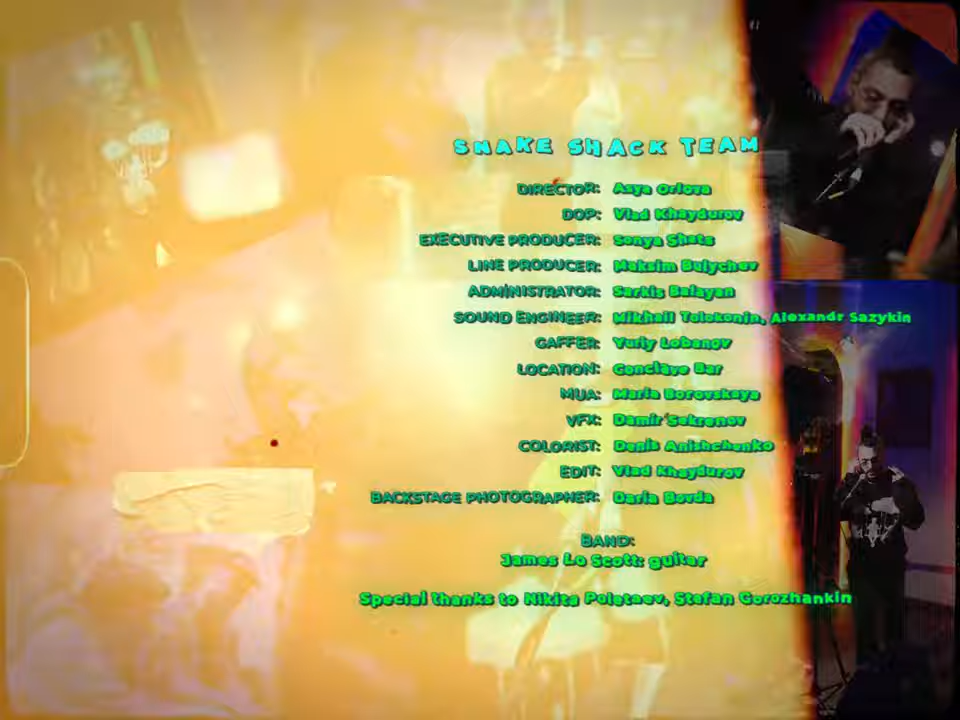 SNAKE SHACK TEAM
DIRECTOR: Asya Orlova
DOP: Vlad Khaydurov
EXECUTIVE PRODUCER: Sonya Shats
LINE PRODUCER: Maksim Bulychev
ADMINISTRATOR: Sarkis Balayan
SOUND ENGINEER: Mikhail Tolokonin, Alexandr Sazykin
GAFFER: Yuriy Lobanov
LOCATION: Conclave Bar
MUA: Maria Borovskaya
VFX: Damir Sekrenov
COLORIST: Denis Anishchenko
EDIT: Vlad Khaydurov
BACKSTAGE PHOTOGRAPHER: Daria Bovda
BAND:
James Lo Scott: guitar
Special thanks to Nikita Poletaev, Stefan Gorozhankin